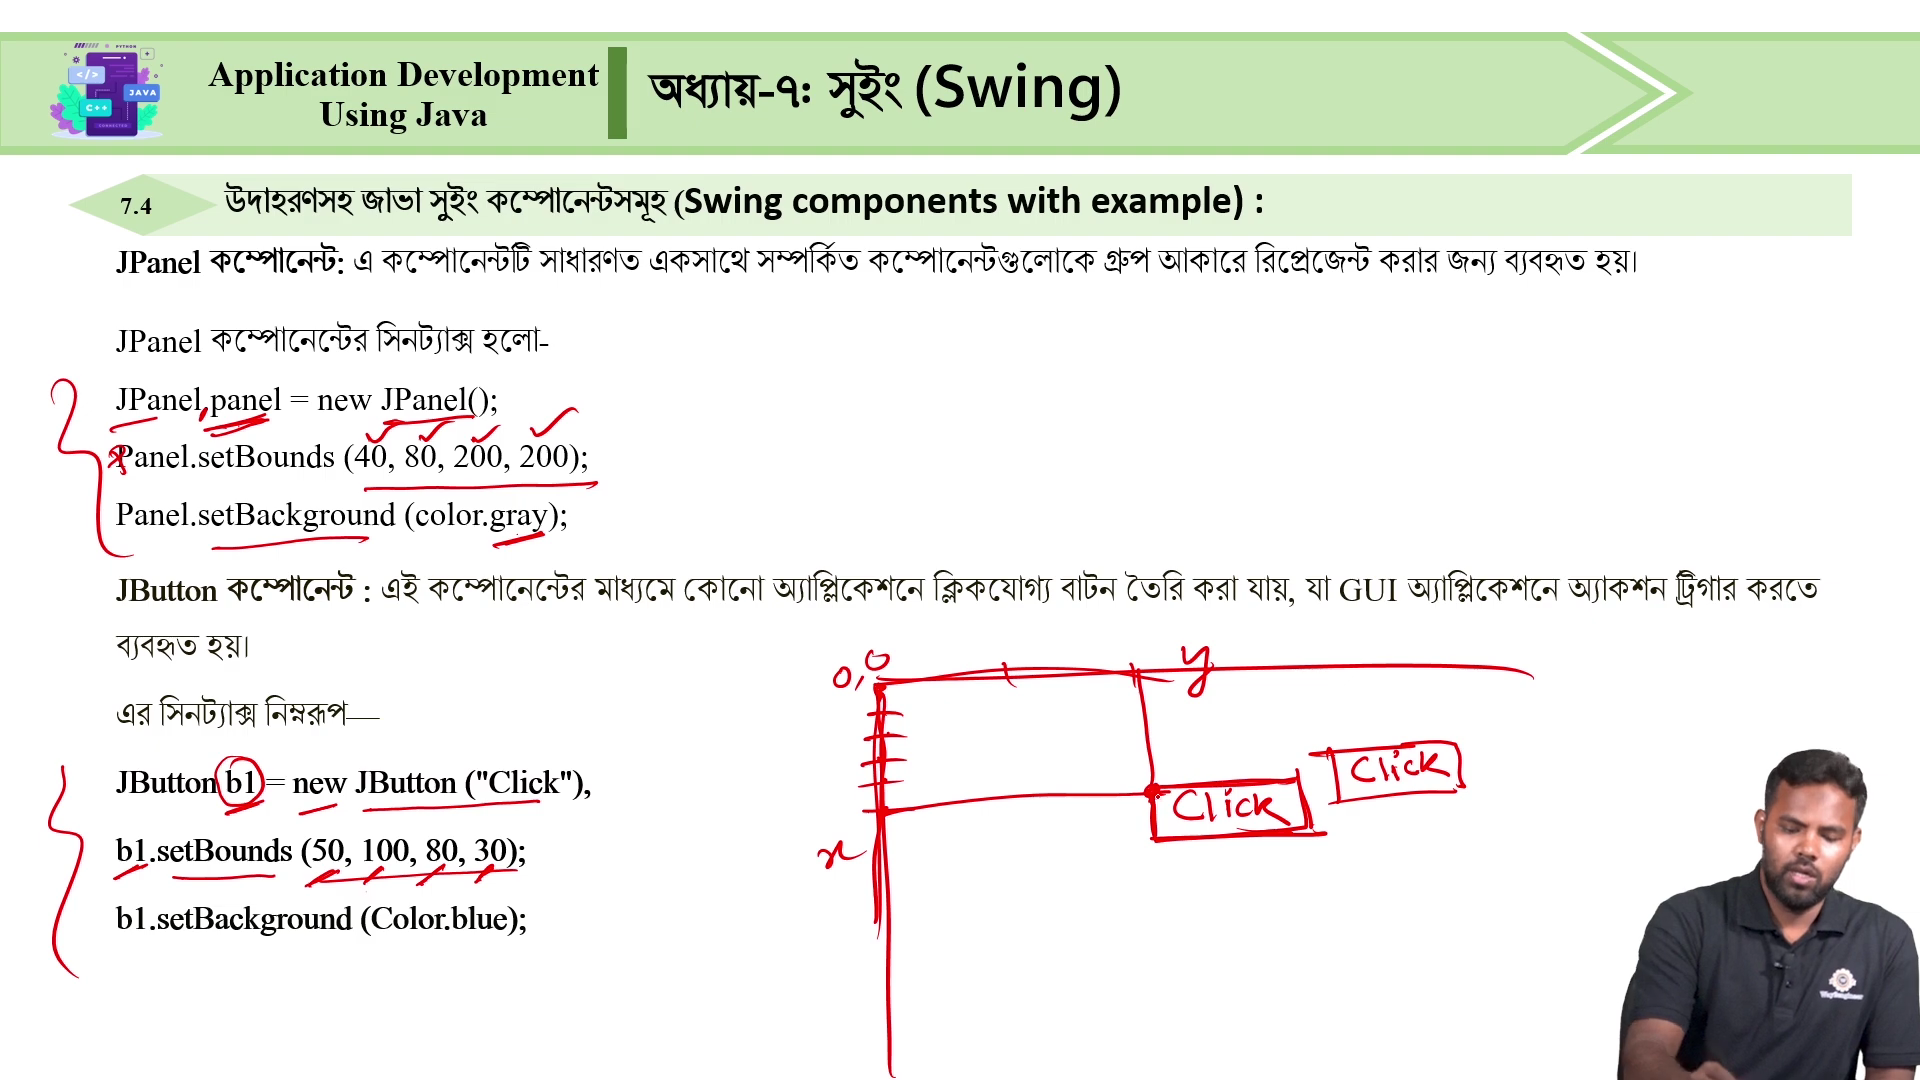 Application Development
Using Java
অধ্যায়-৭ঃ সুইং (Swing)
PYTHON
</>
JAVA
C++
7.4
উদাহরণসহ জাভা সুইং কম্পোনেন্টসমূহ (Swing components with example) :
JPanel কম্পোনেন্ট: এ কম্পোনেন্টটি সাধারণত একসাথে সম্পর্কিত কম্পোনেন্টগুলোকে গ্রুপ আকারে রিপ্রেজেন্ট করার জন্য ব্যবহৃত হয়।
JPanel কম্পোনেন্টের সিনট্যাক্স হলো-
JPanel panel = new JPanel();
Panel.setBounds (40, 80, 200, 200);
Panel.setBackground (color.gray);
JButton কম্পোনেন্ট : এই কম্পোনেন্টের মাধ্যমে কোনো অ্যাপ্লিকেশনে ক্লিকযোগ্য বাটন তৈরি করা যায়, যা GUI অ্যাপ্লিকেশনে অ্যাকশন ট্রিগার করতে
ব্যবহৃত হয়।
এর সিনট্যাক্স নিম্নরূপ—
JButton b1 = new JButton ("Click"),
b1.setBounds (50, 100, 80, 30);
b1.setBackground (Color.blue);
0, 0
y
Click
Click
x